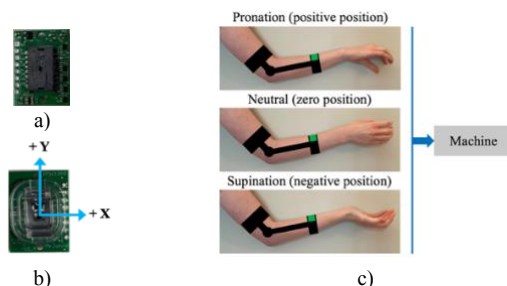 a)
+ Y
+ X
b)
Pronation (positive position)
Neutral (zero position)
Supination (negative position)
Machine
c)